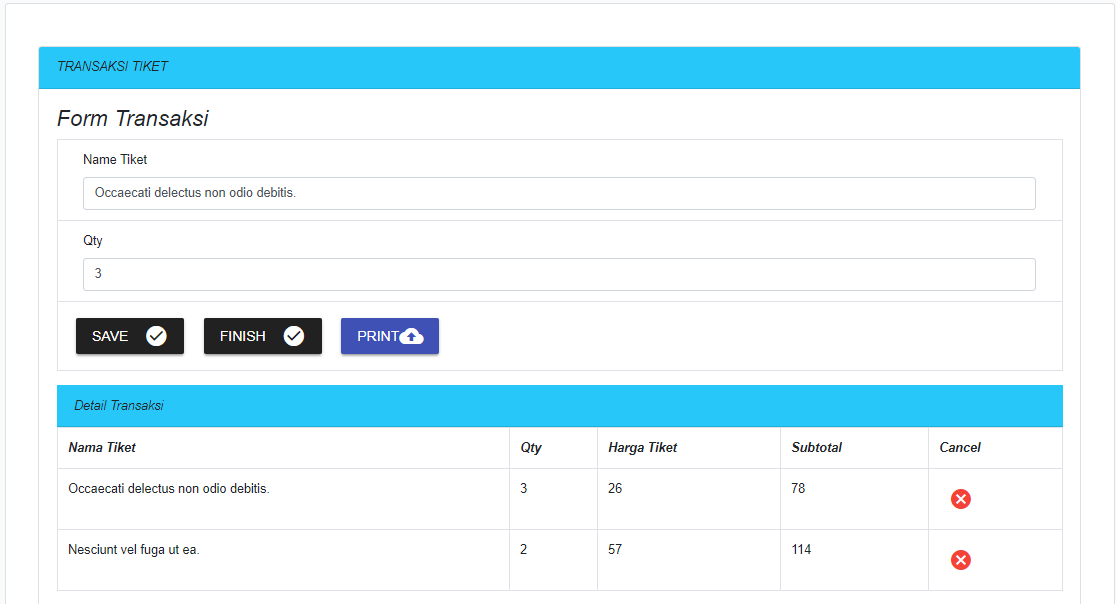 TRANSAKSI TIKET
Form Transaksi
Name Tiket
Occaecati delectus non odio debitis.
Qty
3
SAVE FINISH PRINT
Detail Transaksi
Nama Tiket Qty Harga Tiket Subtotal Cancel
Occaecati delectus non odio debitis. 3 26 78
Nesciunt vel fuga ut ea. 2 57 114